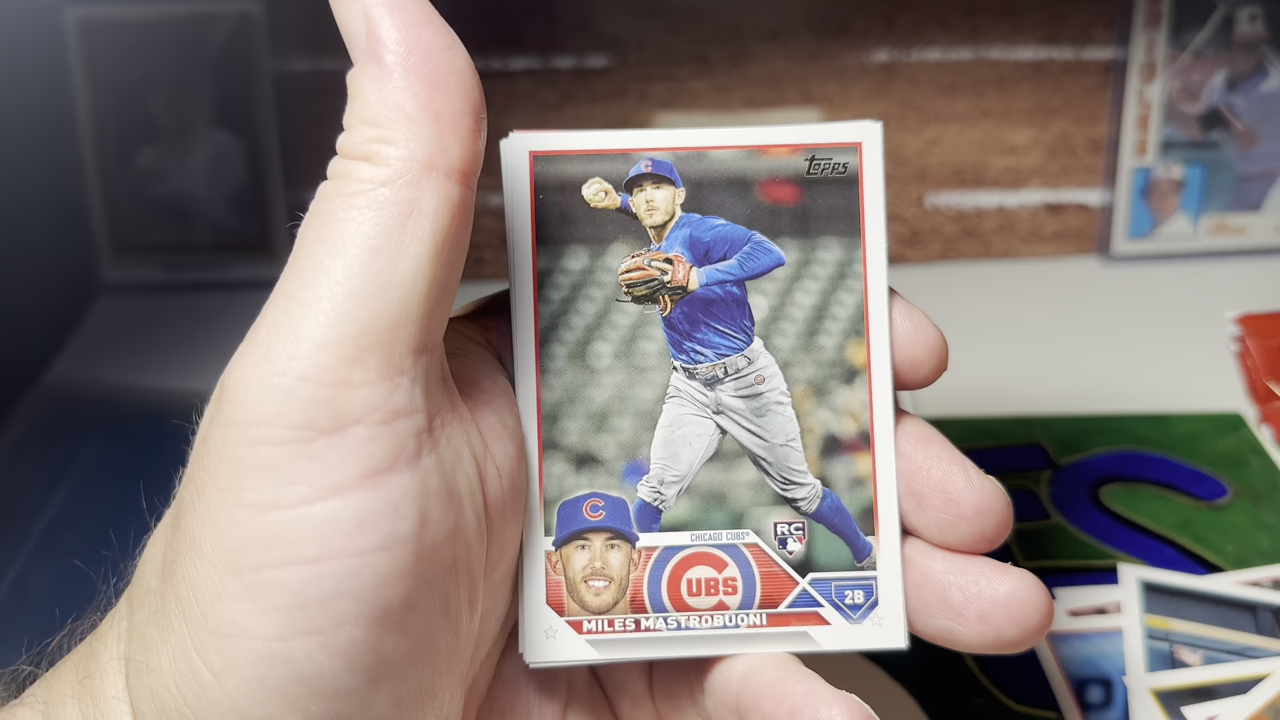 topps
C
CHICAGO CUBS®
RC
C
CUBS
2B
MILES MASTROBUONI